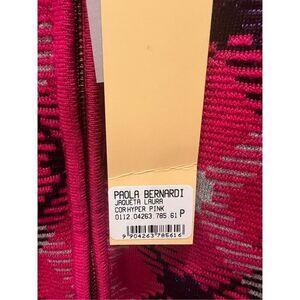 PAOLA BERNARDI
JAQUETA LAURA
COR HYPER PINK
0112.04263.785.61 P
9 904263 785616